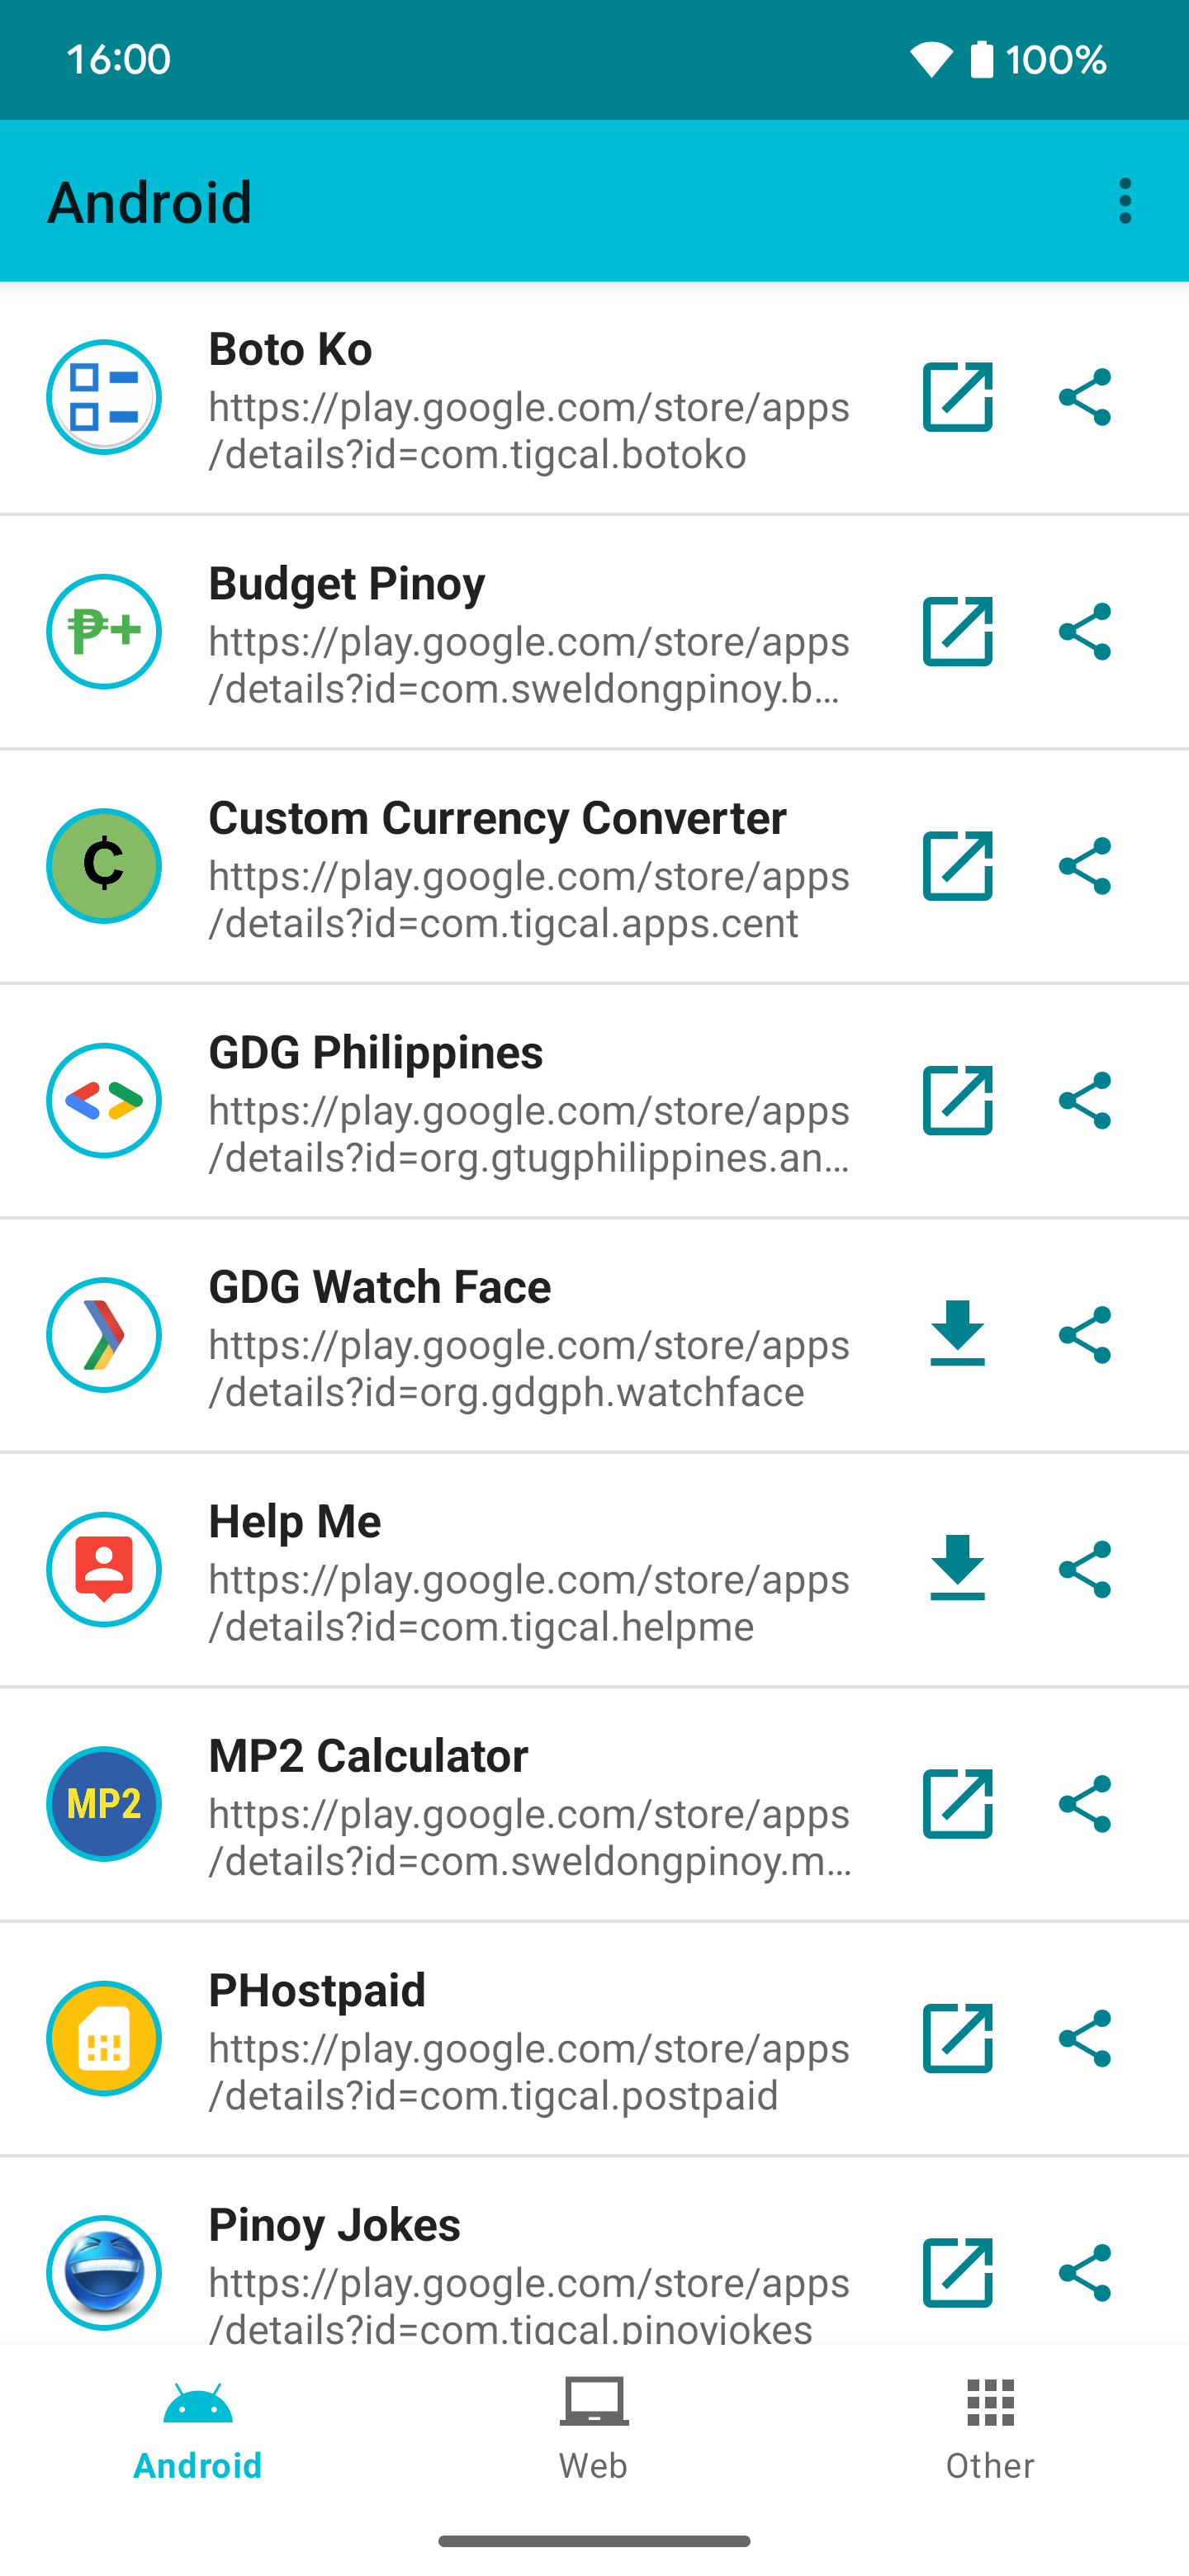 16:00
100%
Android
Boto Ko
https://play.google.com/store/apps
/details?id=com.tigcal.botoko
₱+
Budget Pinoy
https://play.google.com/store/apps
/details?id=com.sweldongpinoy.b…
₵
Custom Currency Converter
https://play.google.com/store/apps
/details?id=com.tigcal.apps.cent
GDG Philippines
https://play.google.com/store/apps
/details?id=org.gtugphilippines.an…
GDG Watch Face
https://play.google.com/store/apps
/details?id=org.gdgph.watchface
Help Me
https://play.google.com/store/apps
/details?id=com.tigcal.helpme
MP2
MP2 Calculator
https://play.google.com/store/apps
/details?id=com.sweldongpinoy.m…
PHostpaid
https://play.google.com/store/apps
/details?id=com.tigcal.postpaid
Pinoy Jokes
https://play.google.com/store/apps
/details?id=com.tigcal.pinoyjokes
Android
Web
Other